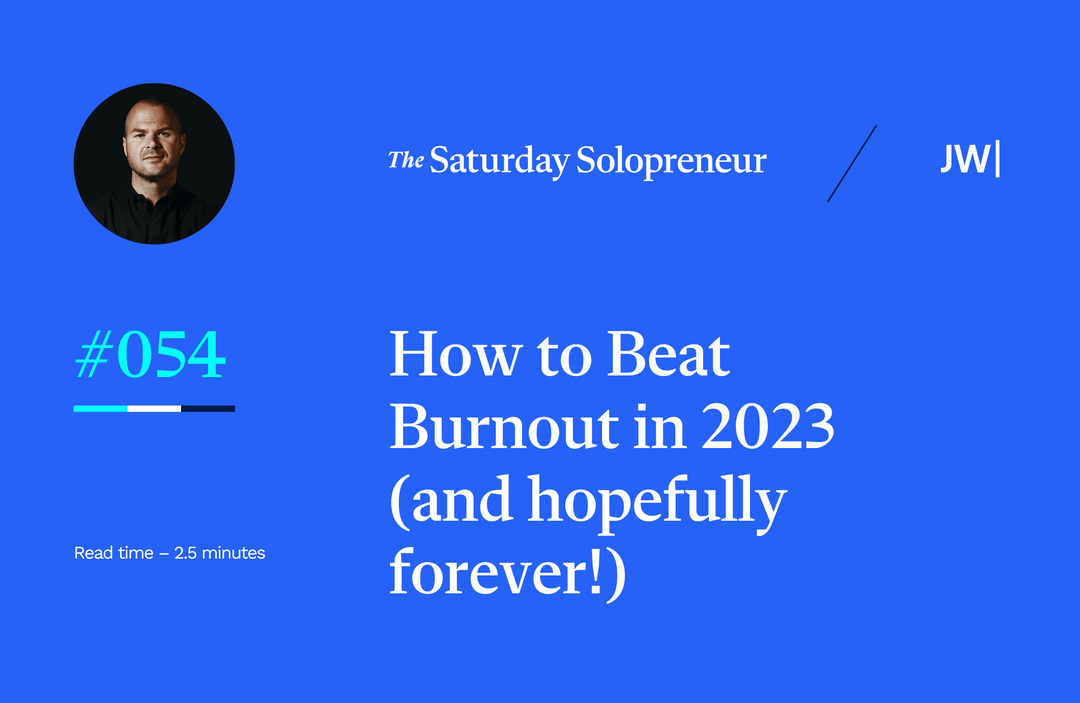 The Saturday Solopreneur
JW|
#054
How to Beat
Burnout in 2023
(and hopefully
forever!)
Read time – 2.5 minutes